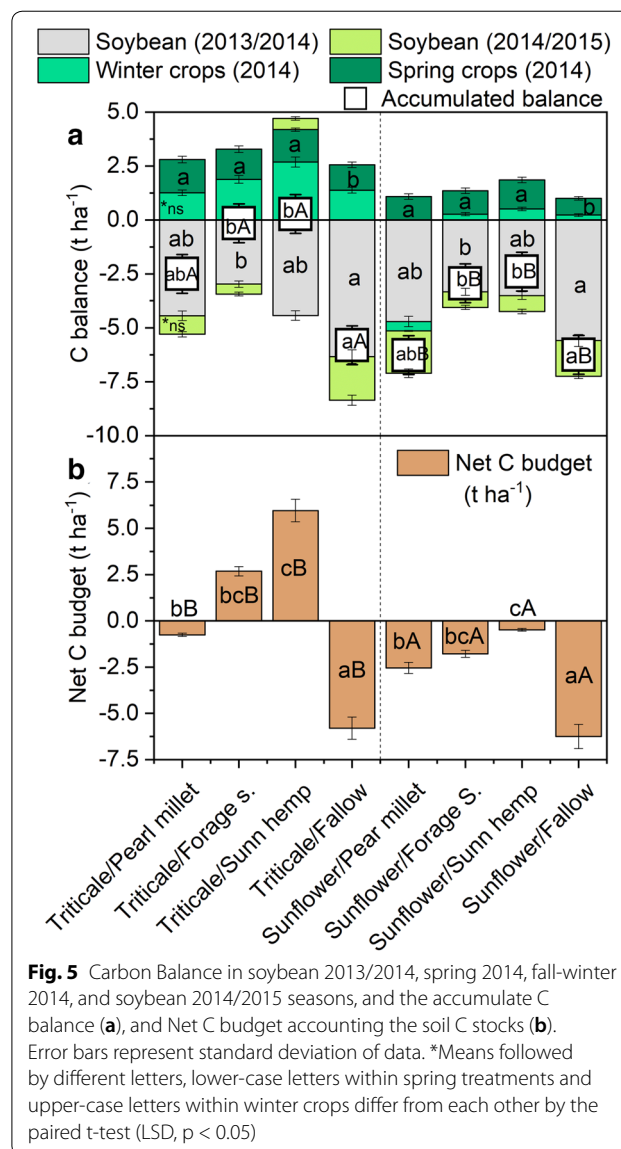 Soybean (2013/2014) Soybean (2014/2015)
Winter crops (2014) Spring crops (2014)
Accumulated balance
a
C balance (t ha-1)
5.0
2.5
0.0
-2.5
-5.0
-7.5
-10.0
a a a b a a a b
*ns
bA bA
ab b ab a ab b ab a
abA bB bB
*ns
aA abB aB
b
Net C budget (t ha-1)
Net C budget
(t ha-1)
7.5
5.0
2.5
0.0
-2.5
-5.0
-7.5
bB bcB cB aB bA bcA cA aA
Triticale/Pearl millet
Triticale/Forage s.
Triticale/Sunn hemp
Triticale/Fallow
Sunflower/Pear millet
Sunflower/Forage S.
Sunflower/Sunn hemp
Sunflower/Fallow
Fig. 5 Carbon Balance in soybean 2013/2014, spring 2014, fall-winter
2014, and soybean 2014/2015 seasons, and the accumulate C
balance (a), and Net C budget accounting the soil C stocks (b).
Error bars represent standard deviation of data. *Means followed
by different letters, lower-case letters within spring treatments and
upper-case letters within winter crops differ from each other by the
paired t-test (LSD, p < 0.05)